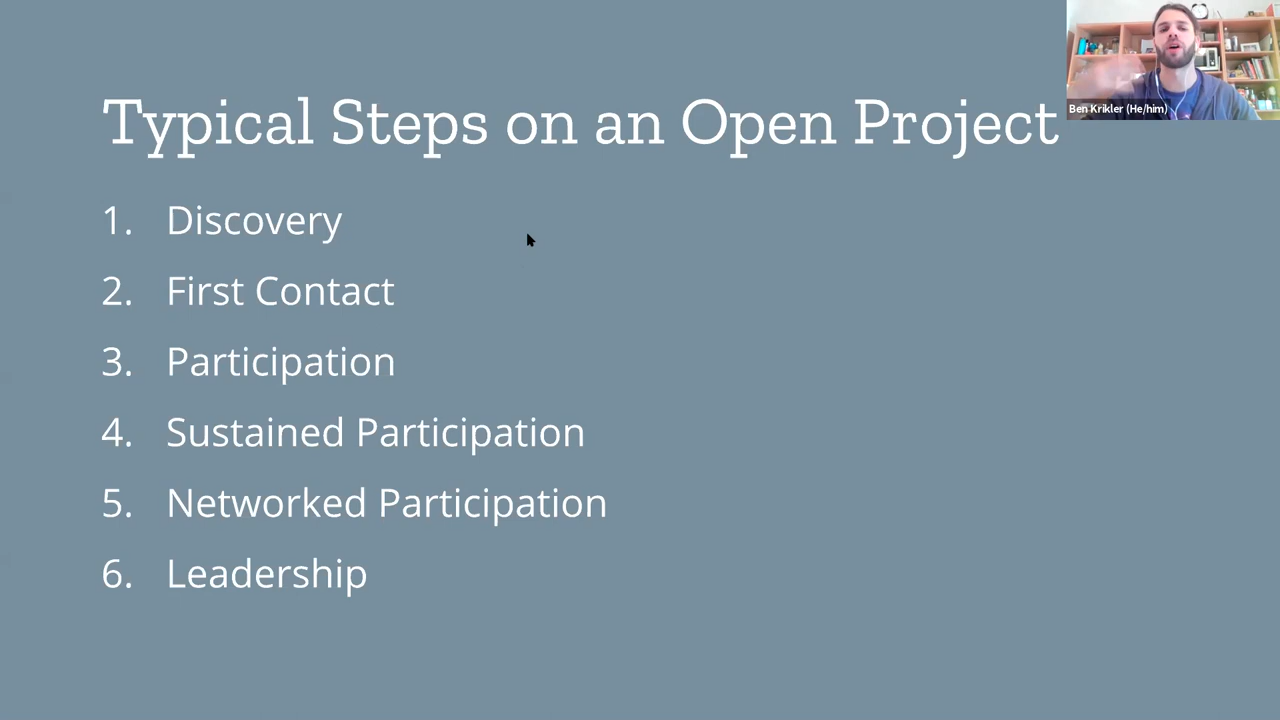 Typical Steps on an Open Project
Ben Krikler (He/him)
1. Discovery
2. First Contact
3. Participation
4. Sustained Participation
5. Networked Participation
6. Leadership